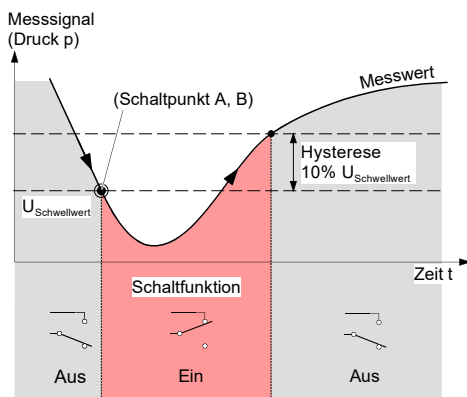 Messsignal
(Druck p)
Messwert
(Schaltpunkt A, B)
Hysterese
10% USchwellwert
USchwellwert
Zeit t
Schaltfunktion
Aus
Ein
Aus